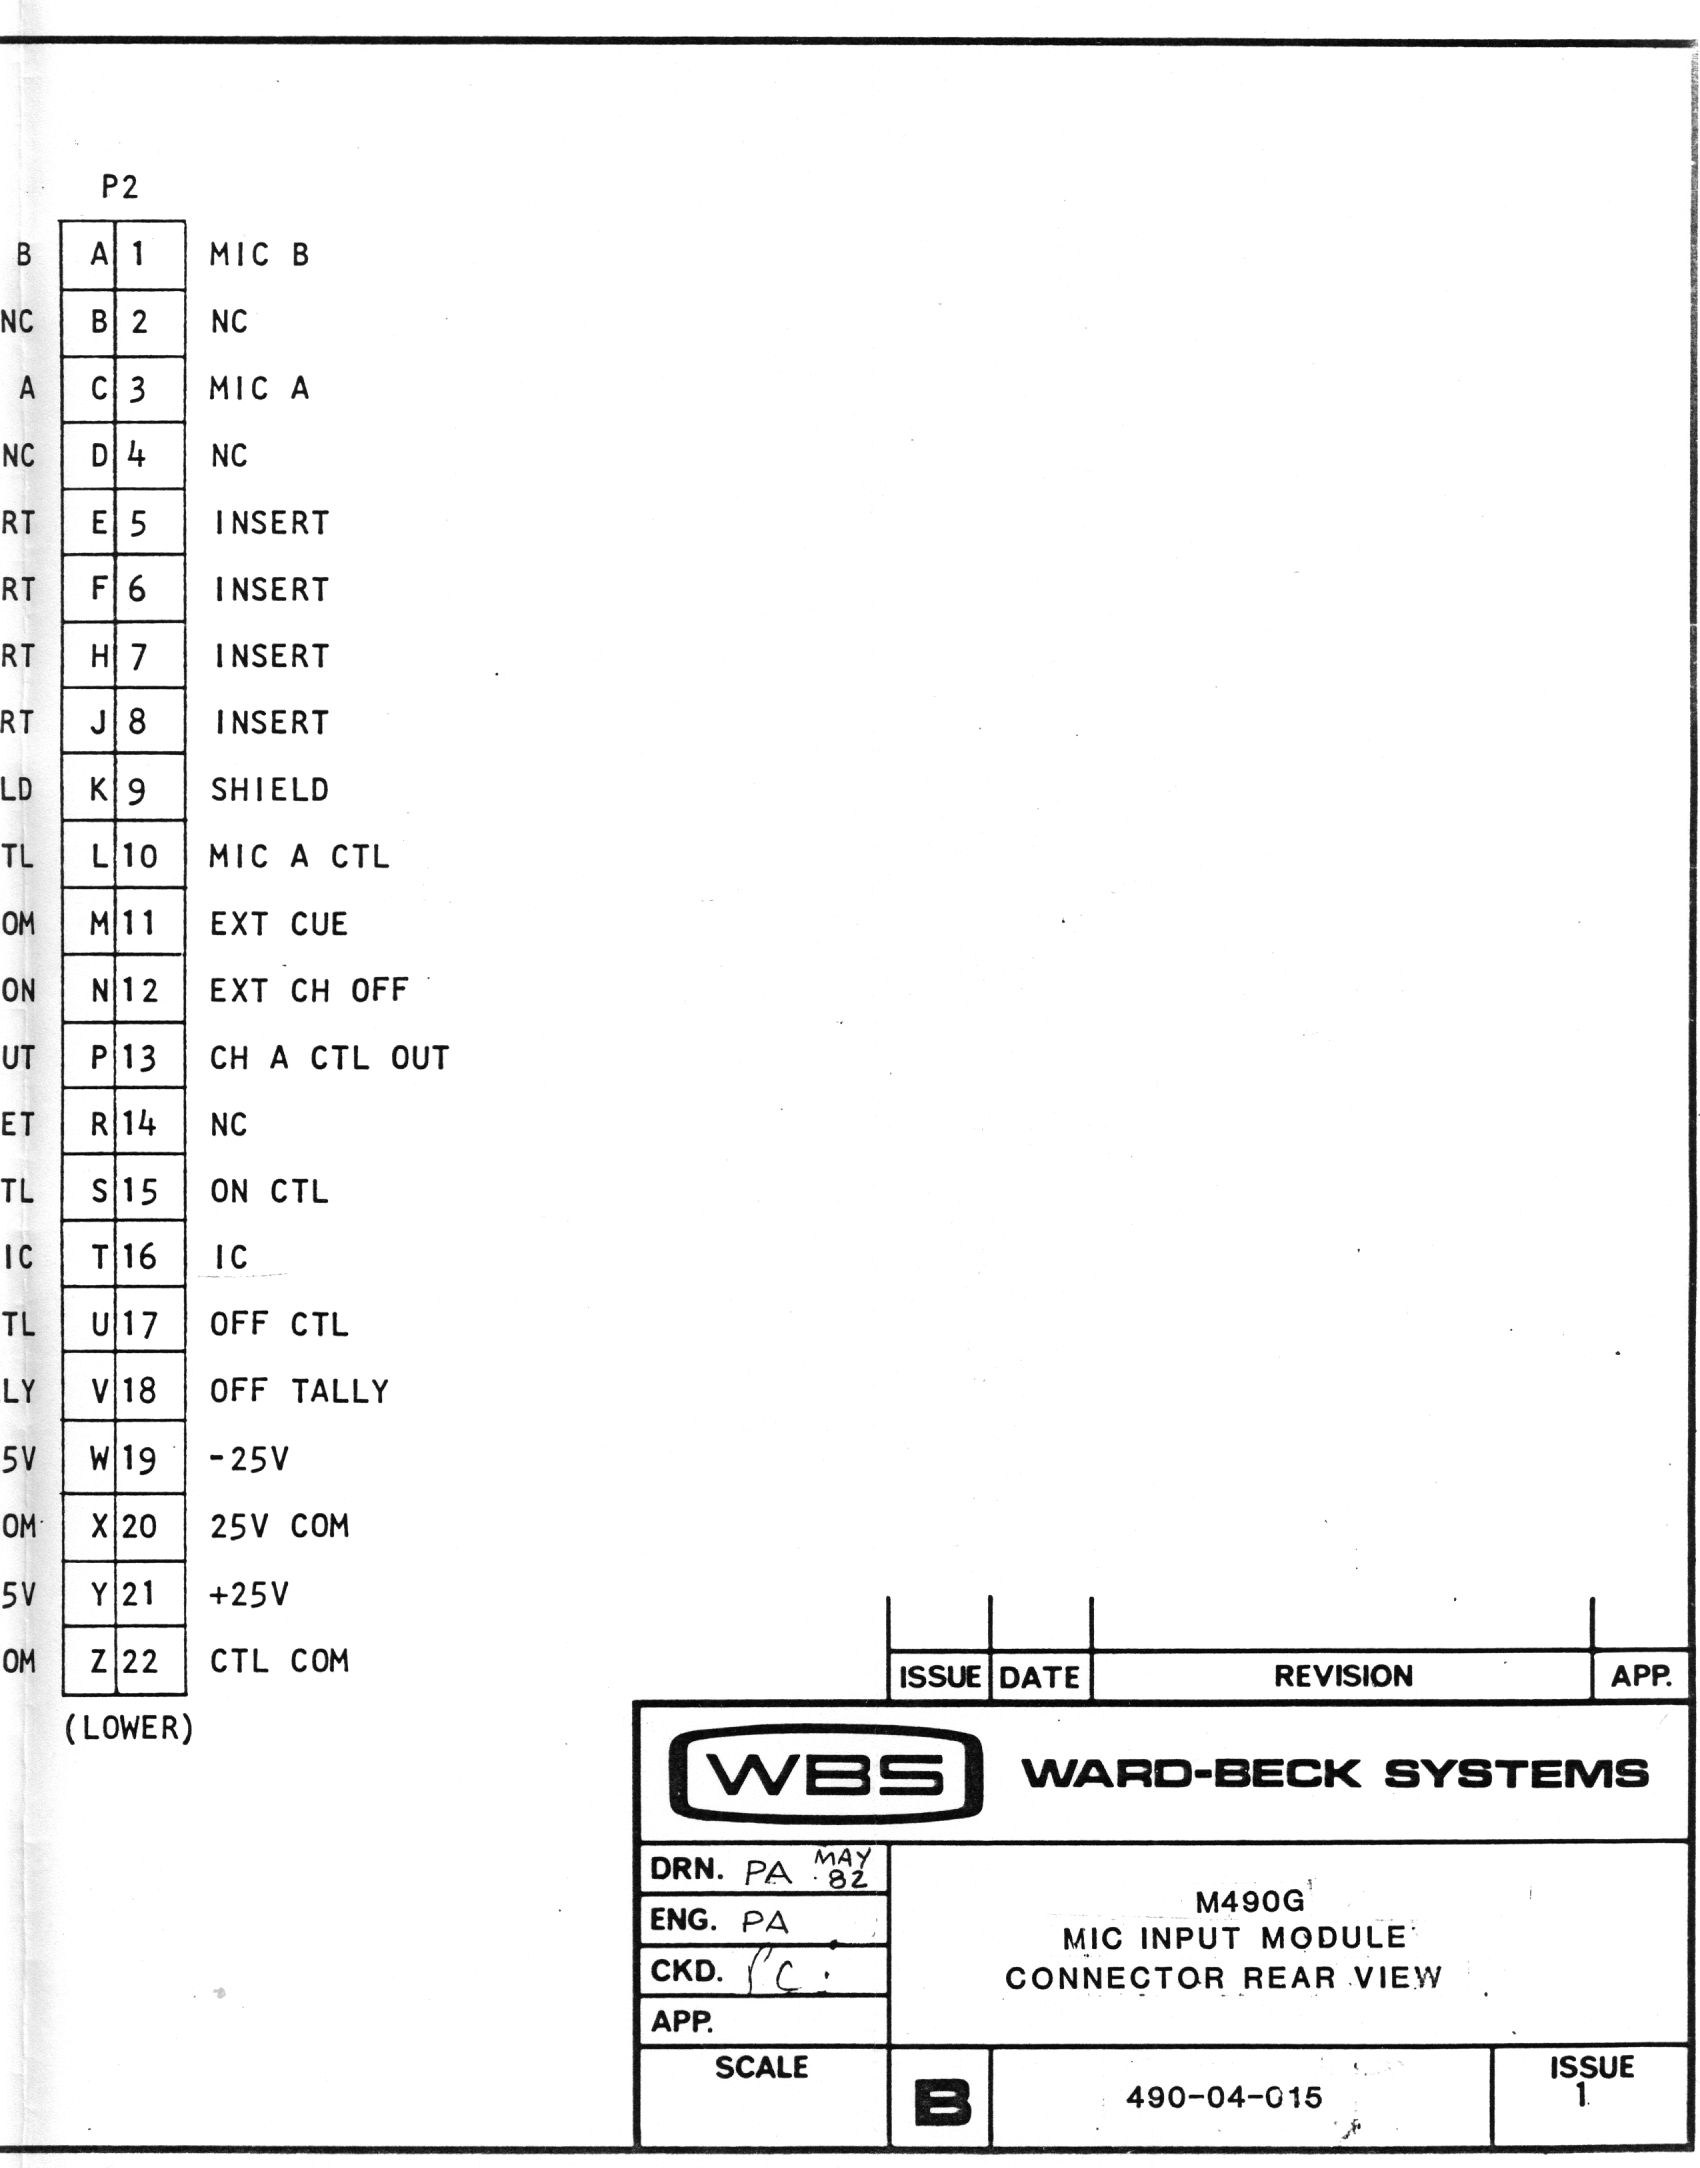 P2
B A 1 MIC B
NC B 2 NC
A C 3 MIC A
NC D 4 NC
RT E 5 INSERT
RT F 6 INSERT
RT H 7 INSERT
RT J 8 INSERT
LD K 9 SHIELD
TL L 10 MIC A CTL
OM M 11 EXT CUE
ON N 12 EXT CH OFF
UT P 13 CH A CTL OUT
ET R 14 NC
TL S 15 ON CTL
IC T 16 IC
TL U 17 OFF CTL
LY V 18 OFF TALLY
5V W 19 -25V
OM X 20 25V COM
5V Y 21 +25V
OM Z 22 CTL COM
(LOWER)
ISSUE DATE REVISION APP.
WBS WARD-BECK SYSTEMS
DRN. PA MAY 82
ENG. PA
CKD.
APP.
M490G
MIC INPUT MODULE
CONNECTOR REAR VIEW
SCALE
B
490-04-015
ISSUE
1